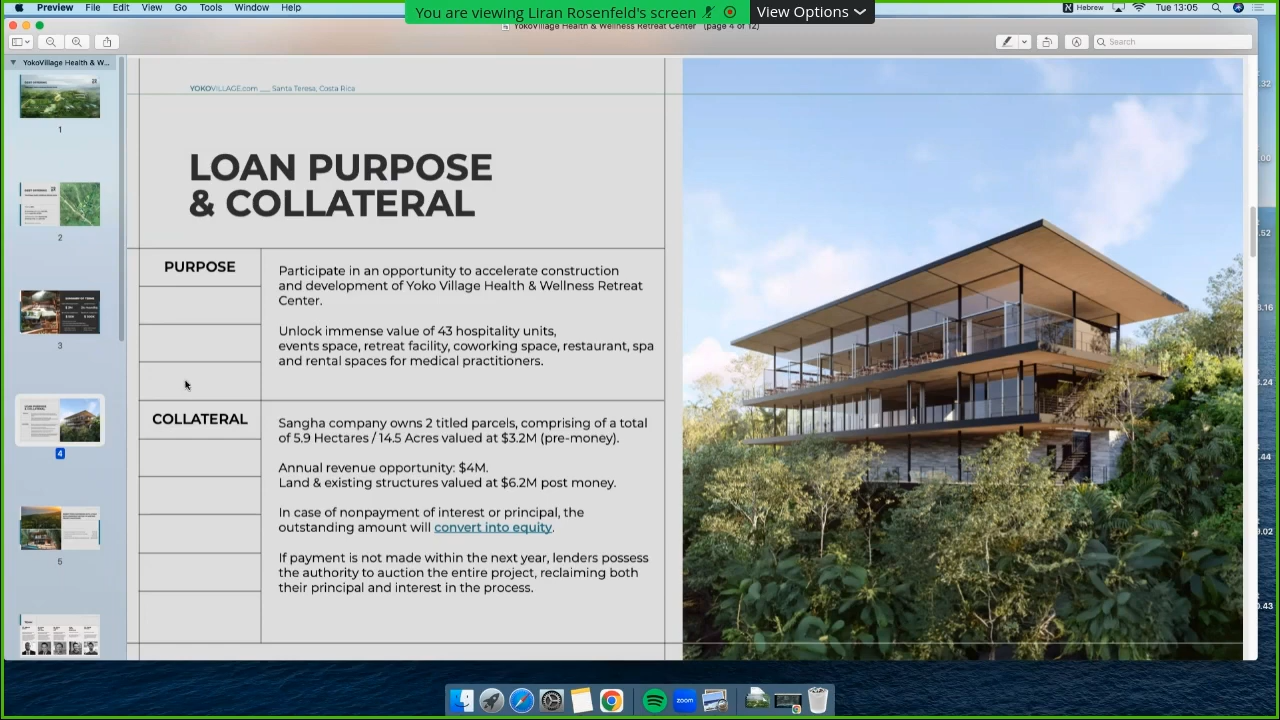 Preview File Edit View Go Tools Window Help
You are viewing Liran Rosenfeld's screen
View Options
Hebrew Tue 13:05
YokoVillage Health & Wellness Retreat Center (page 4 of 12)
Search
YokoVillage Health & W...
1
2
3
4
5
YOKOVILLAGE.com __ Santa Teresa, Costa Rica
LOAN PURPOSE
& COLLATERAL
PURPOSE
Participate in an opportunity to accelerate construction
and development of Yoko Village Health & Wellness Retreat
Center.
Unlock immense value of 43 hospitality units,
events space, retreat facility, coworking space, restaurant, spa
and rental spaces for medical practitioners.
COLLATERAL
Sangha company owns 2 titled parcels, comprising of a total
of 5.9 Hectares / 14.5 Acres valued at $3.2M (pre-money).
Annual revenue opportunity: $4M.
Land & existing structures valued at $6.2M post money.
In case of nonpayment of interest or principal, the
outstanding amount will convert into equity.
If payment is not made within the next year, lenders possess
the authority to auction the entire project, reclaiming both
their principal and interest in the process.
zoom